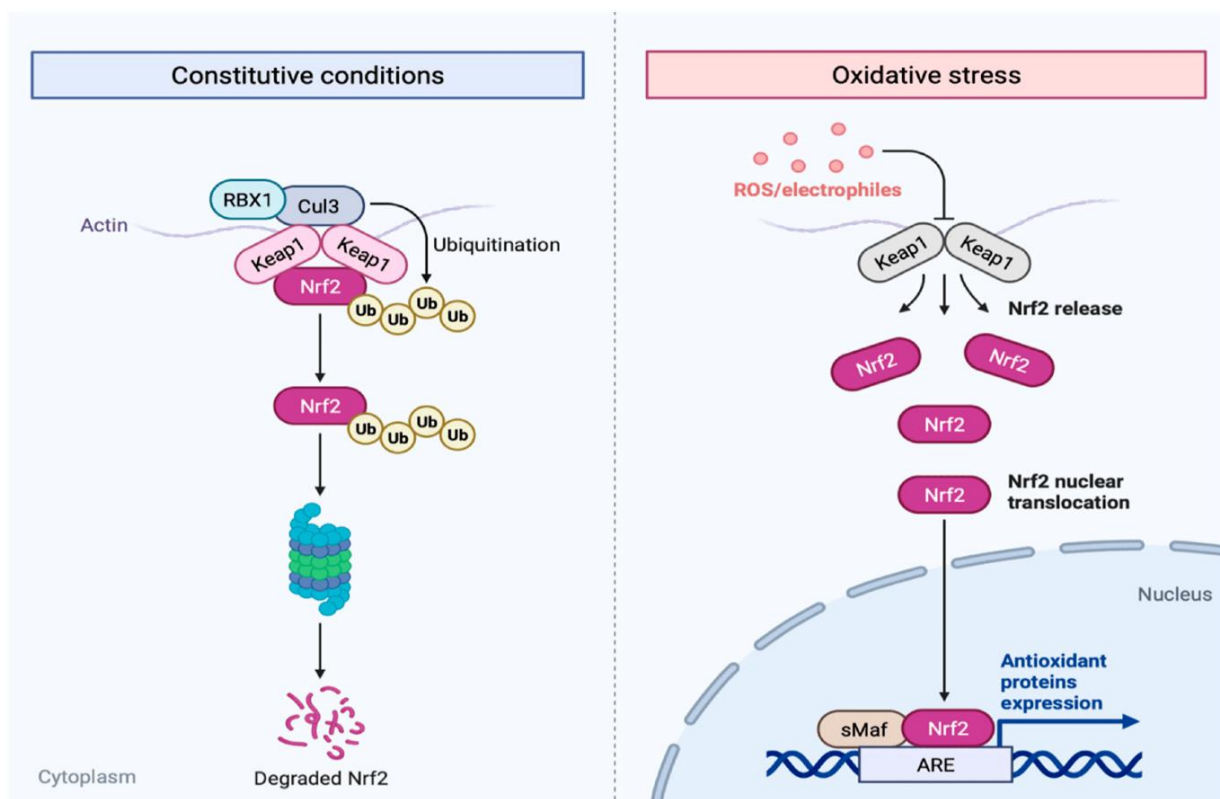 Constitutive conditions
RBX1
Cul3
Actin
Keap1
Keap1
Ubiquitination
Nrf2
Ub
Ub
Ub
Ub
Nrf2
Ub
Ub
Ub
Ub
Degraded Nrf2
Cytoplasm
Oxidative stress
ROS/electrophiles
Keap1
Keap1
Nrf2 release
Nrf2
Nrf2
Nrf2
Nrf2
Nrf2 nuclear
translocation
Nucleus
Antioxidant
proteins
expression
sMaf
Nrf2
ARE